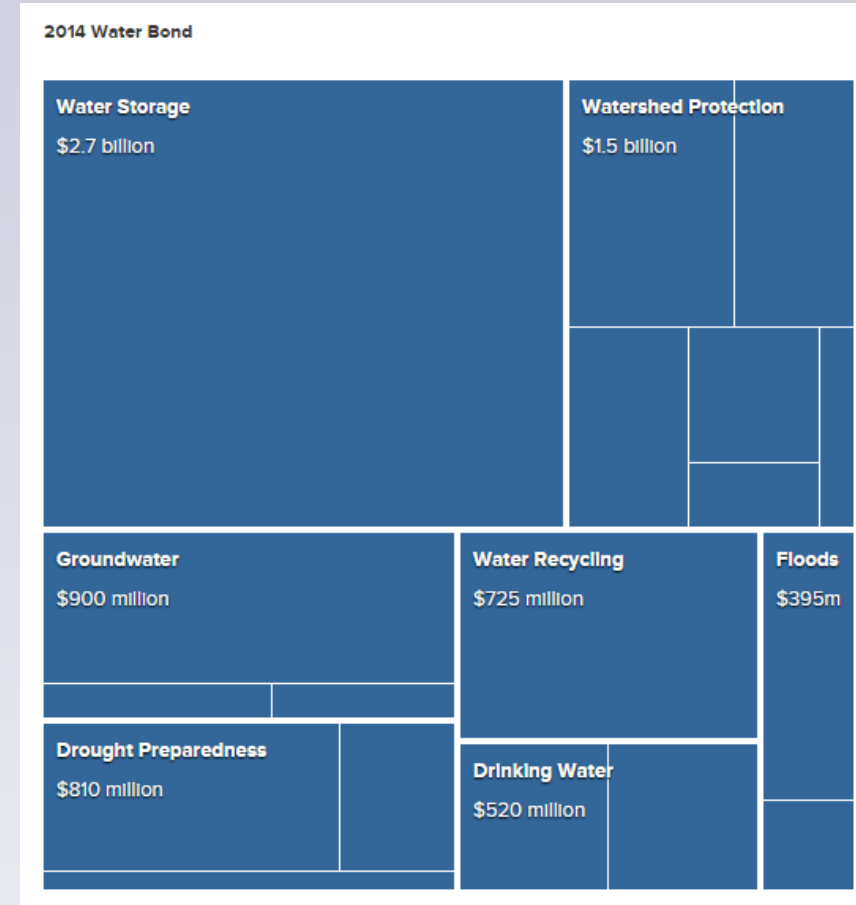 2014 Water Bond
Water Storage
$2.7 billion
Watershed Protection
$1.5 billion
Groundwater
$900 million
Water Recycling
$725 million
Floods
$395m
Drought Preparedness
$810 million
Drinking Water
$520 million